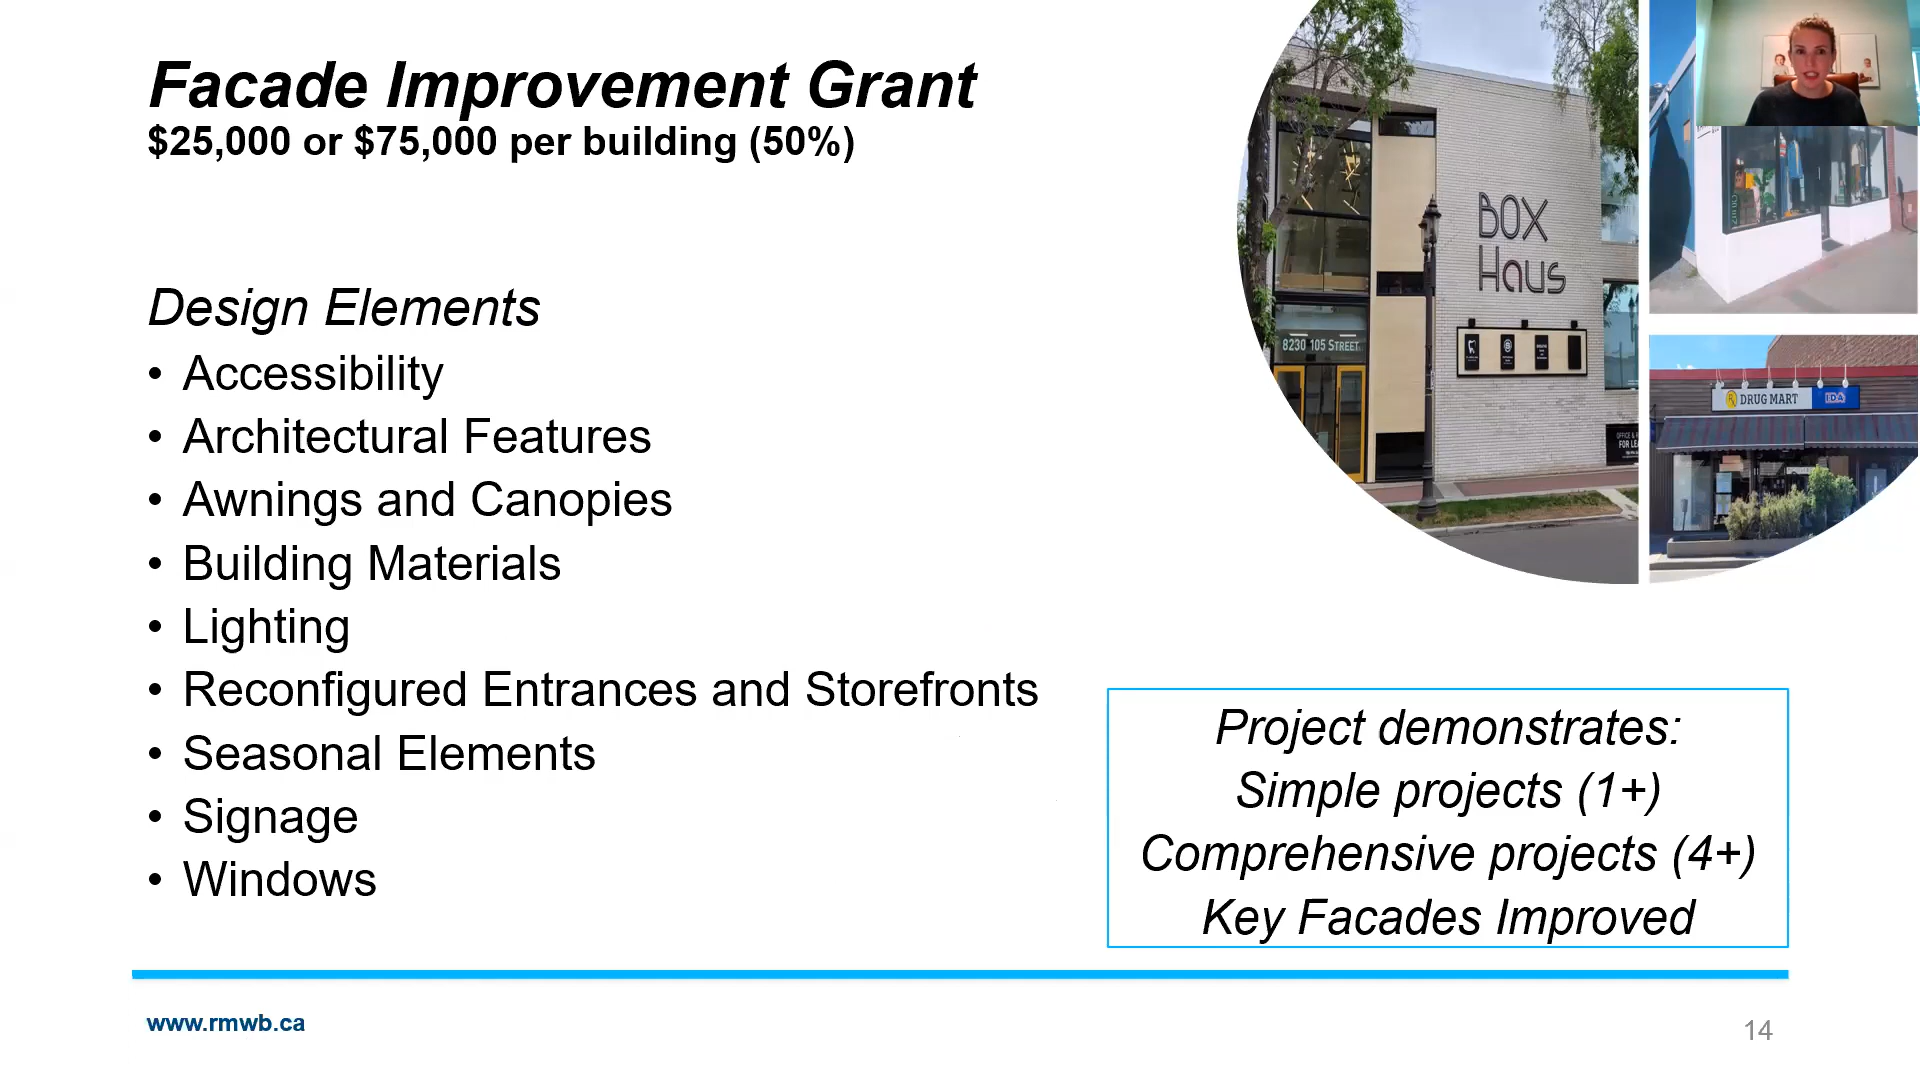 Facade Improvement Grant
$25,000 or $75,000 per building (50%)
Design Elements
• Accessibility
• Architectural Features
• Awnings and Canopies
• Building Materials
• Lighting
• Reconfigured Entrances and Storefronts
• Seasonal Elements
• Signage
• Windows
BOX
Haus
8230 105 STREET
FOR LEA
DRUG MART IDA
Project demonstrates:
Simple projects (1+)
Comprehensive projects (4+)
Key Facades Improved
www.rmwb.ca
14